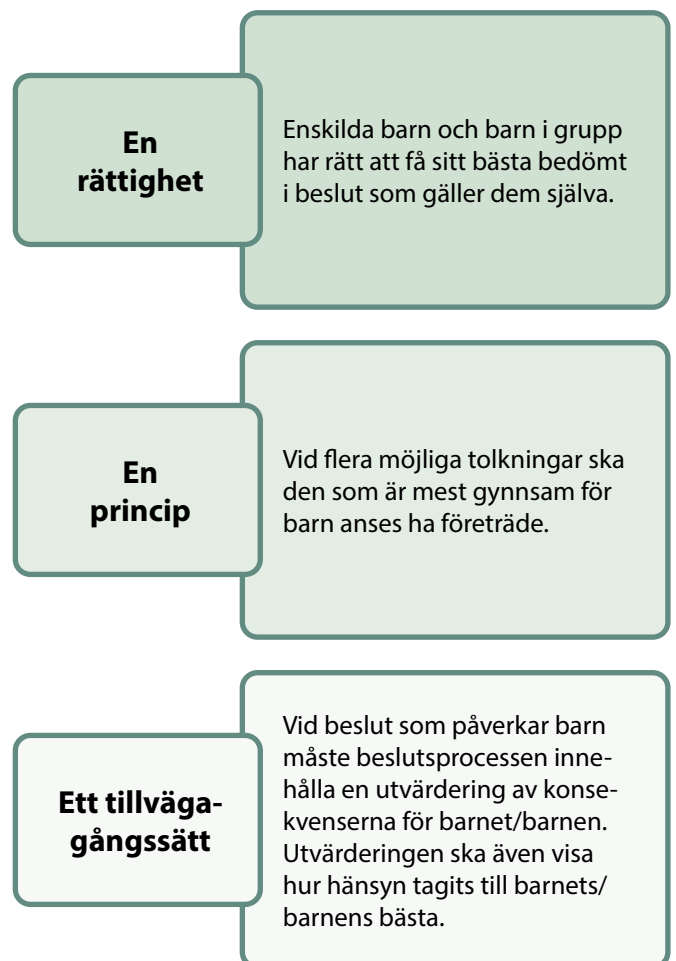 En
rättighet
Enskilda barn och barn i grupp
har rätt att få sitt bästa bedömt
i beslut som gäller dem själva.
En
princip
Vid flera möjliga tolkningar ska
den som är mest gynnsam för
barn anses ha företräde.
Ett tillväga-
gångssätt
Vid beslut som påverkar barn
måste beslutsprocessen inne-
hålla en utvärdering av konse-
kvenserna för barnet/barnen.
Utvärderingen ska även visa
hur hänsyn tagits till barnets/
barnens bästa.